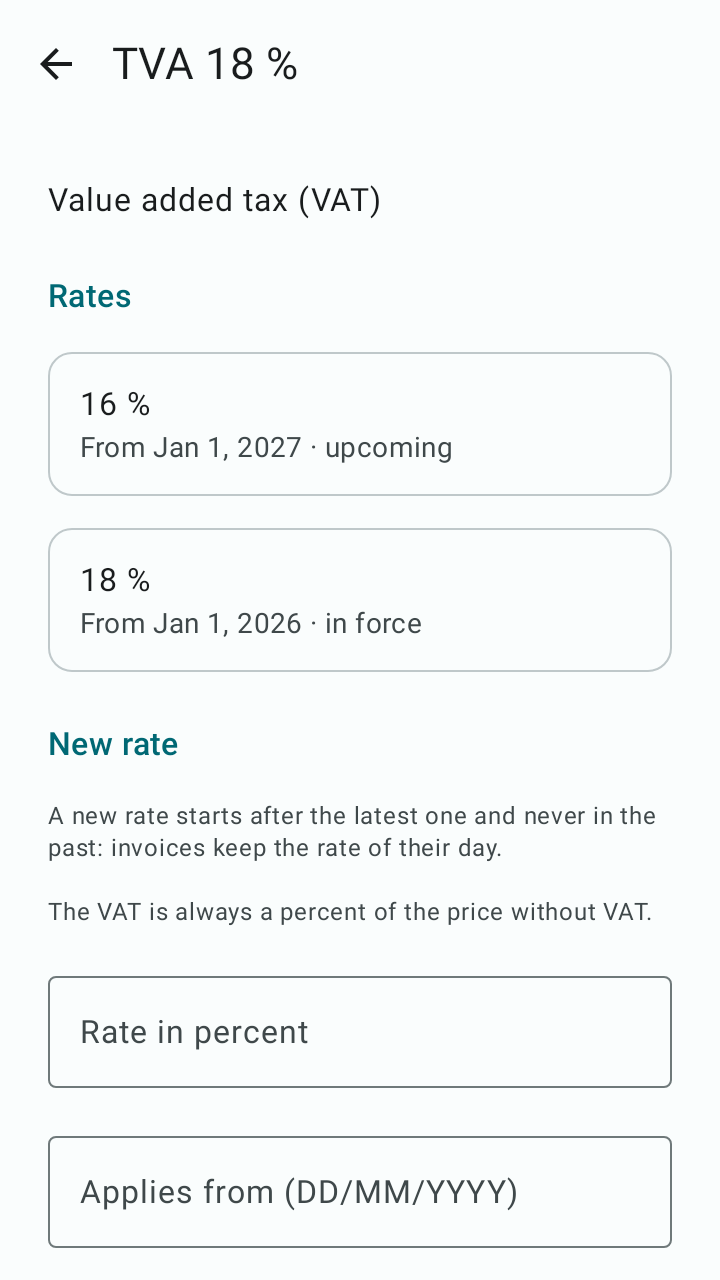 TVA 18 %
Value added tax (VAT)
Rates
16 %
From Jan 1, 2027 · upcoming
18 %
From Jan 1, 2026 · in force
New rate
A new rate starts after the latest one and never in the
past: invoices keep the rate of their day.
The VAT is always a percent of the price without VAT.
Rate in percent
Applies from (DD/MM/YYYY)